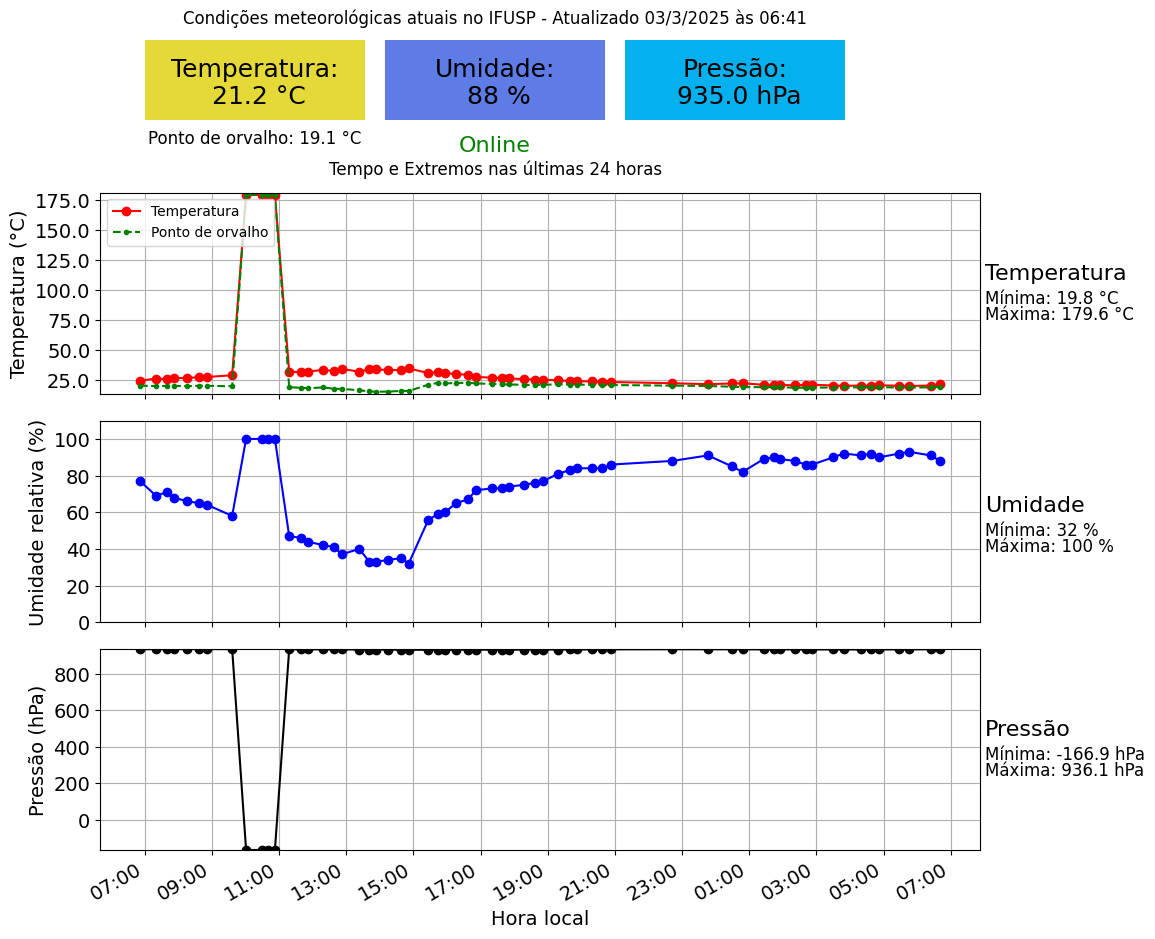 Condições meteorológicas atuais no IFUSP - Atualizado 03/3/2025 às 06:41
Temperatura:
21.2 °C
Umidade:
88 %
Pressão:
935.0 hPa
Ponto de orvalho: 19.1 °C
Online
Tempo e Extremos nas últimas 24 horas
Temperatura (°C)
175.0
150.0
125.0
100.0
75.0
50.0
25.0
Temperatura
Ponto de orvalho
Temperatura
Mínima: 19.8 °C
Máxima: 179.6 °C
Umidade relativa (%)
100
80
60
40
20
0
Umidade
Mínima: 32 %
Máxima: 100 %
Pressão (hPa)
800
600
400
200
0
Pressão
Mínima: -166.9 hPa
Máxima: 936.1 hPa
07:00 09:00 11:00 13:00 15:00 17:00 19:00 21:00 23:00 01:00 03:00 05:00 07:00
Hora local